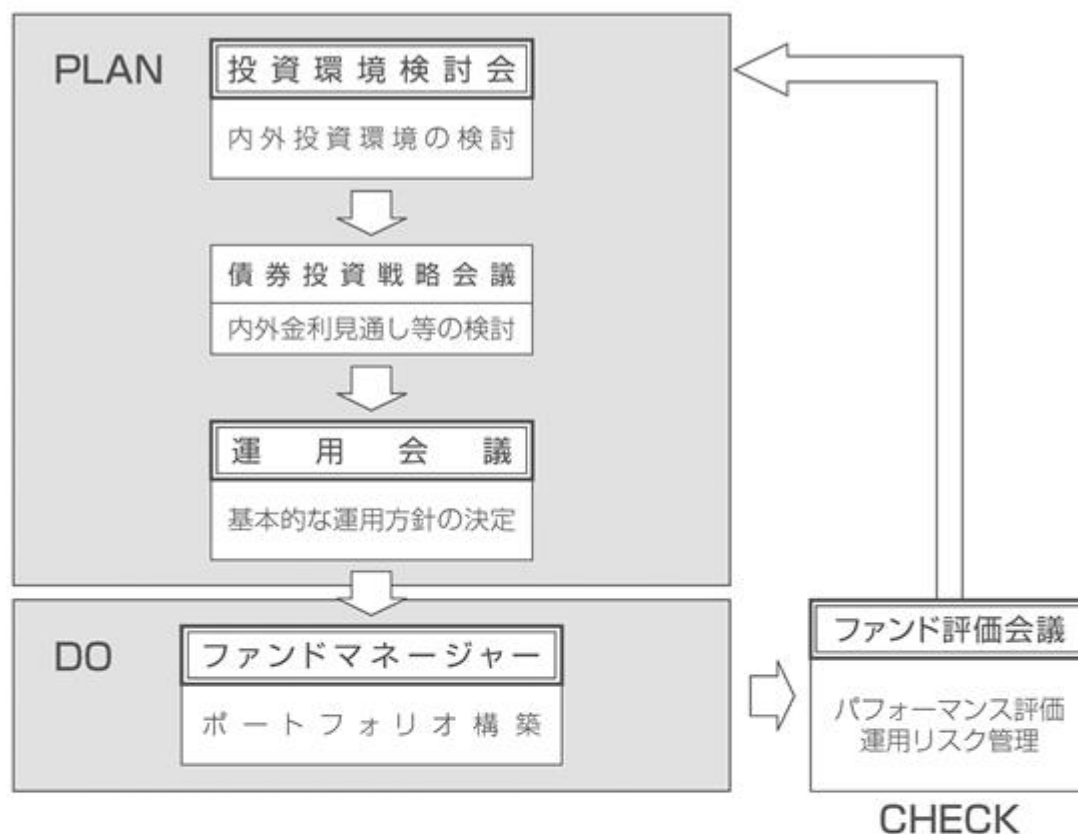 PLAN
投資環境検討会
内外投資環境の検討
債券投資戦略会議
内外金利見通し等の検討
運用会議
基本的な運用方針の決定
DO
ファンドマネージャー
ポートフォリオ構築
ファンド評価会議
パフォーマンス評価
運用リスク管理
CHECK